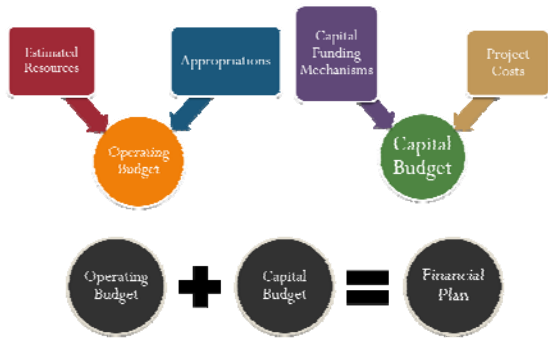 Estimated
Resources
Appropriations
Capital
Funding
Mechanisms
Project
Costs
Operating
Budget
Capital
Budget
Operating
Budget
Capital
Budget
Financial
Plan